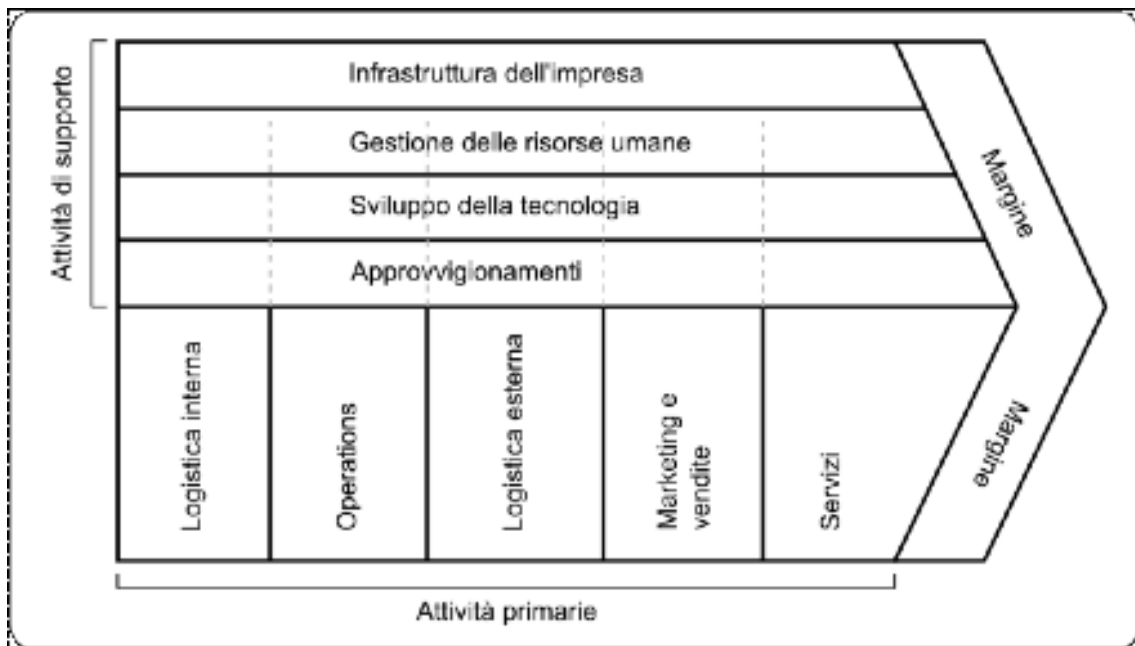 Attività di supporto
Infrastruttura dell'impresa
Gestione delle risorse umane
Sviluppo della tecnologia
Approvvigionamenti
Margine
Logistica interna
Operations
Logistica esterna
Marketing e
vendite
Servizi
Margine
Attività primarie